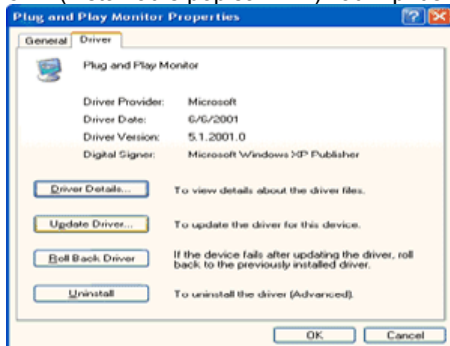 Plug and Play Monitor Properties
General Driver
Plug and Play Monitor
Driver Provider: Microsoft
Driver Date: 6/6/2001
Driver Version: 5.1.2001.0
Digital Signer: Microsoft Windows XP Publisher
Driver Details... To view details about the driver files.
Update Driver... To update the driver for this device.
Roll Back Driver If the device fails after updating the driver, roll
back to the previously installed driver.
Uninstall To uninstall the driver (Advanced).
OK Cancel